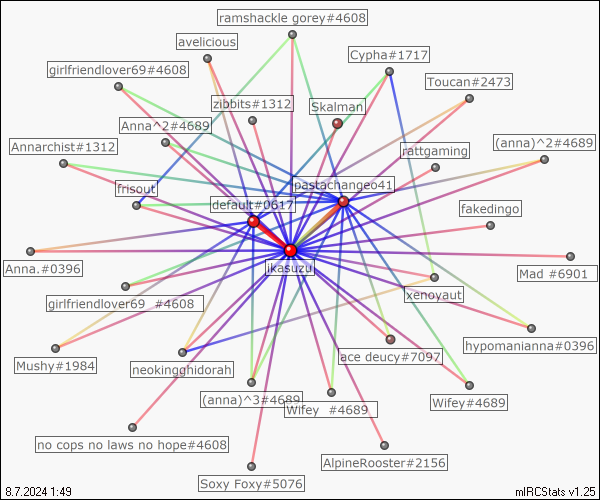 ramshackle gorey#4608
avelicious
Cypha#1717
girlfriendlover69#4608
Toucan#2473
zibbits#1312
Skalman
Anna^2#4689
Annarchist#1312
(anna)^2#4689
rattgaming
frisout
pastachangeo41
default#0617
fakedingo
ikasuzu
Anna.#0396
Mad #6901
xenoyaut
girlfriendlover69 #4608
hypomanianna#0396
ace deucy#7097
Mushy#1984
neokingghidorah
(anna)^3#4689
Wifey #4689
Wifey#4689
no cops no laws no hope#4608
AlpineRooster#2156
Soxy Foxy#5076
8.7.2024 1:49
mIRCStats v1.25